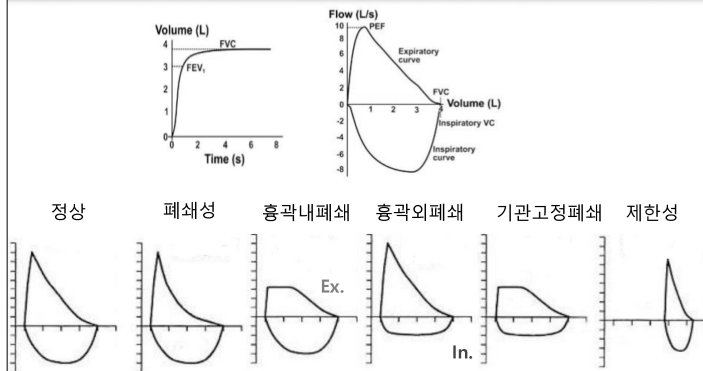 Volume (L)
4
3
2
1
0
FVC
FEV₁
0 2 4 6 8
Time (s)
Flow (L/s)
10
8
6
4
2
0
-2
-4
-6
-8
PEF
Expiratory
curve
FVC
1 2 3 4
Volume (L)
Inspiratory VC
Inspiratory
curve
정상 폐쇄성 흉곽내폐쇄 흉곽외폐쇄 기관고정폐쇄 제한성
Ex.
In.